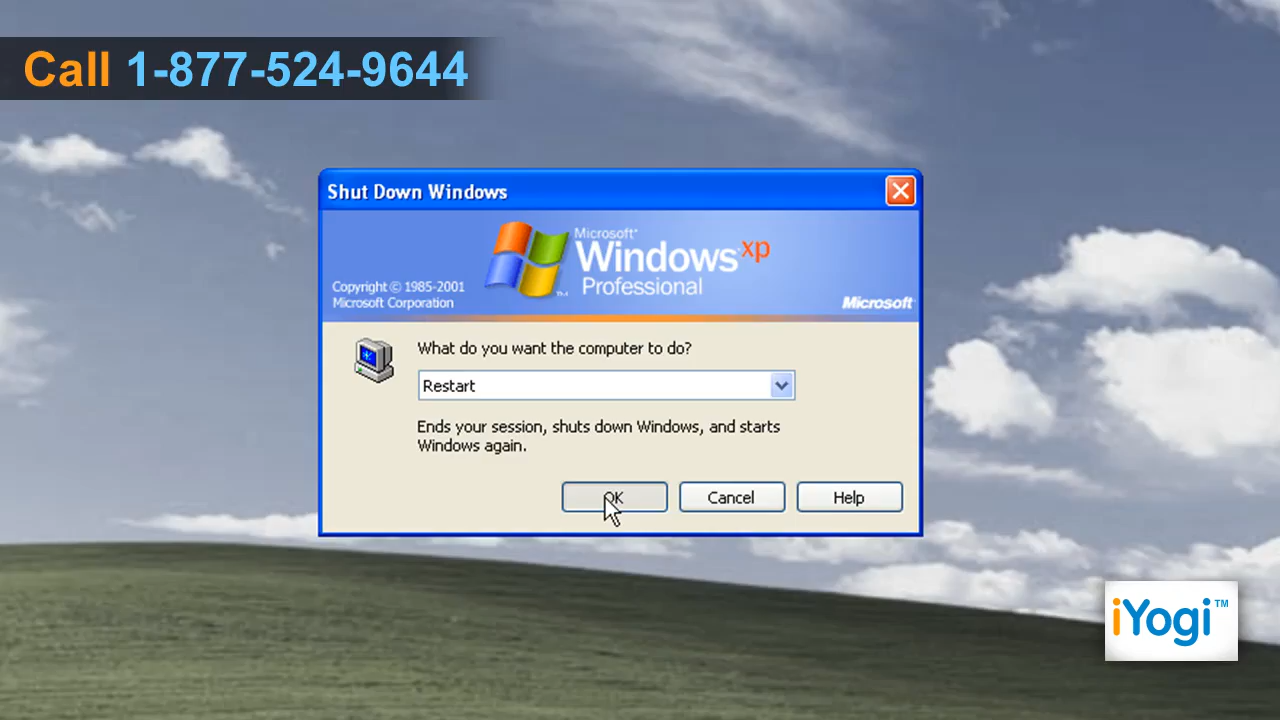 Call 1-877-524-9644
Shut Down Windows
Microsoft®
Windows xp
Professional
Copyright © 1985-2001
Microsoft Corporation
Microsoft
What do you want the computer to do?
Restart
Ends your session, shuts down Windows, and starts
Windows again.
OK Cancel Help
iYogi™